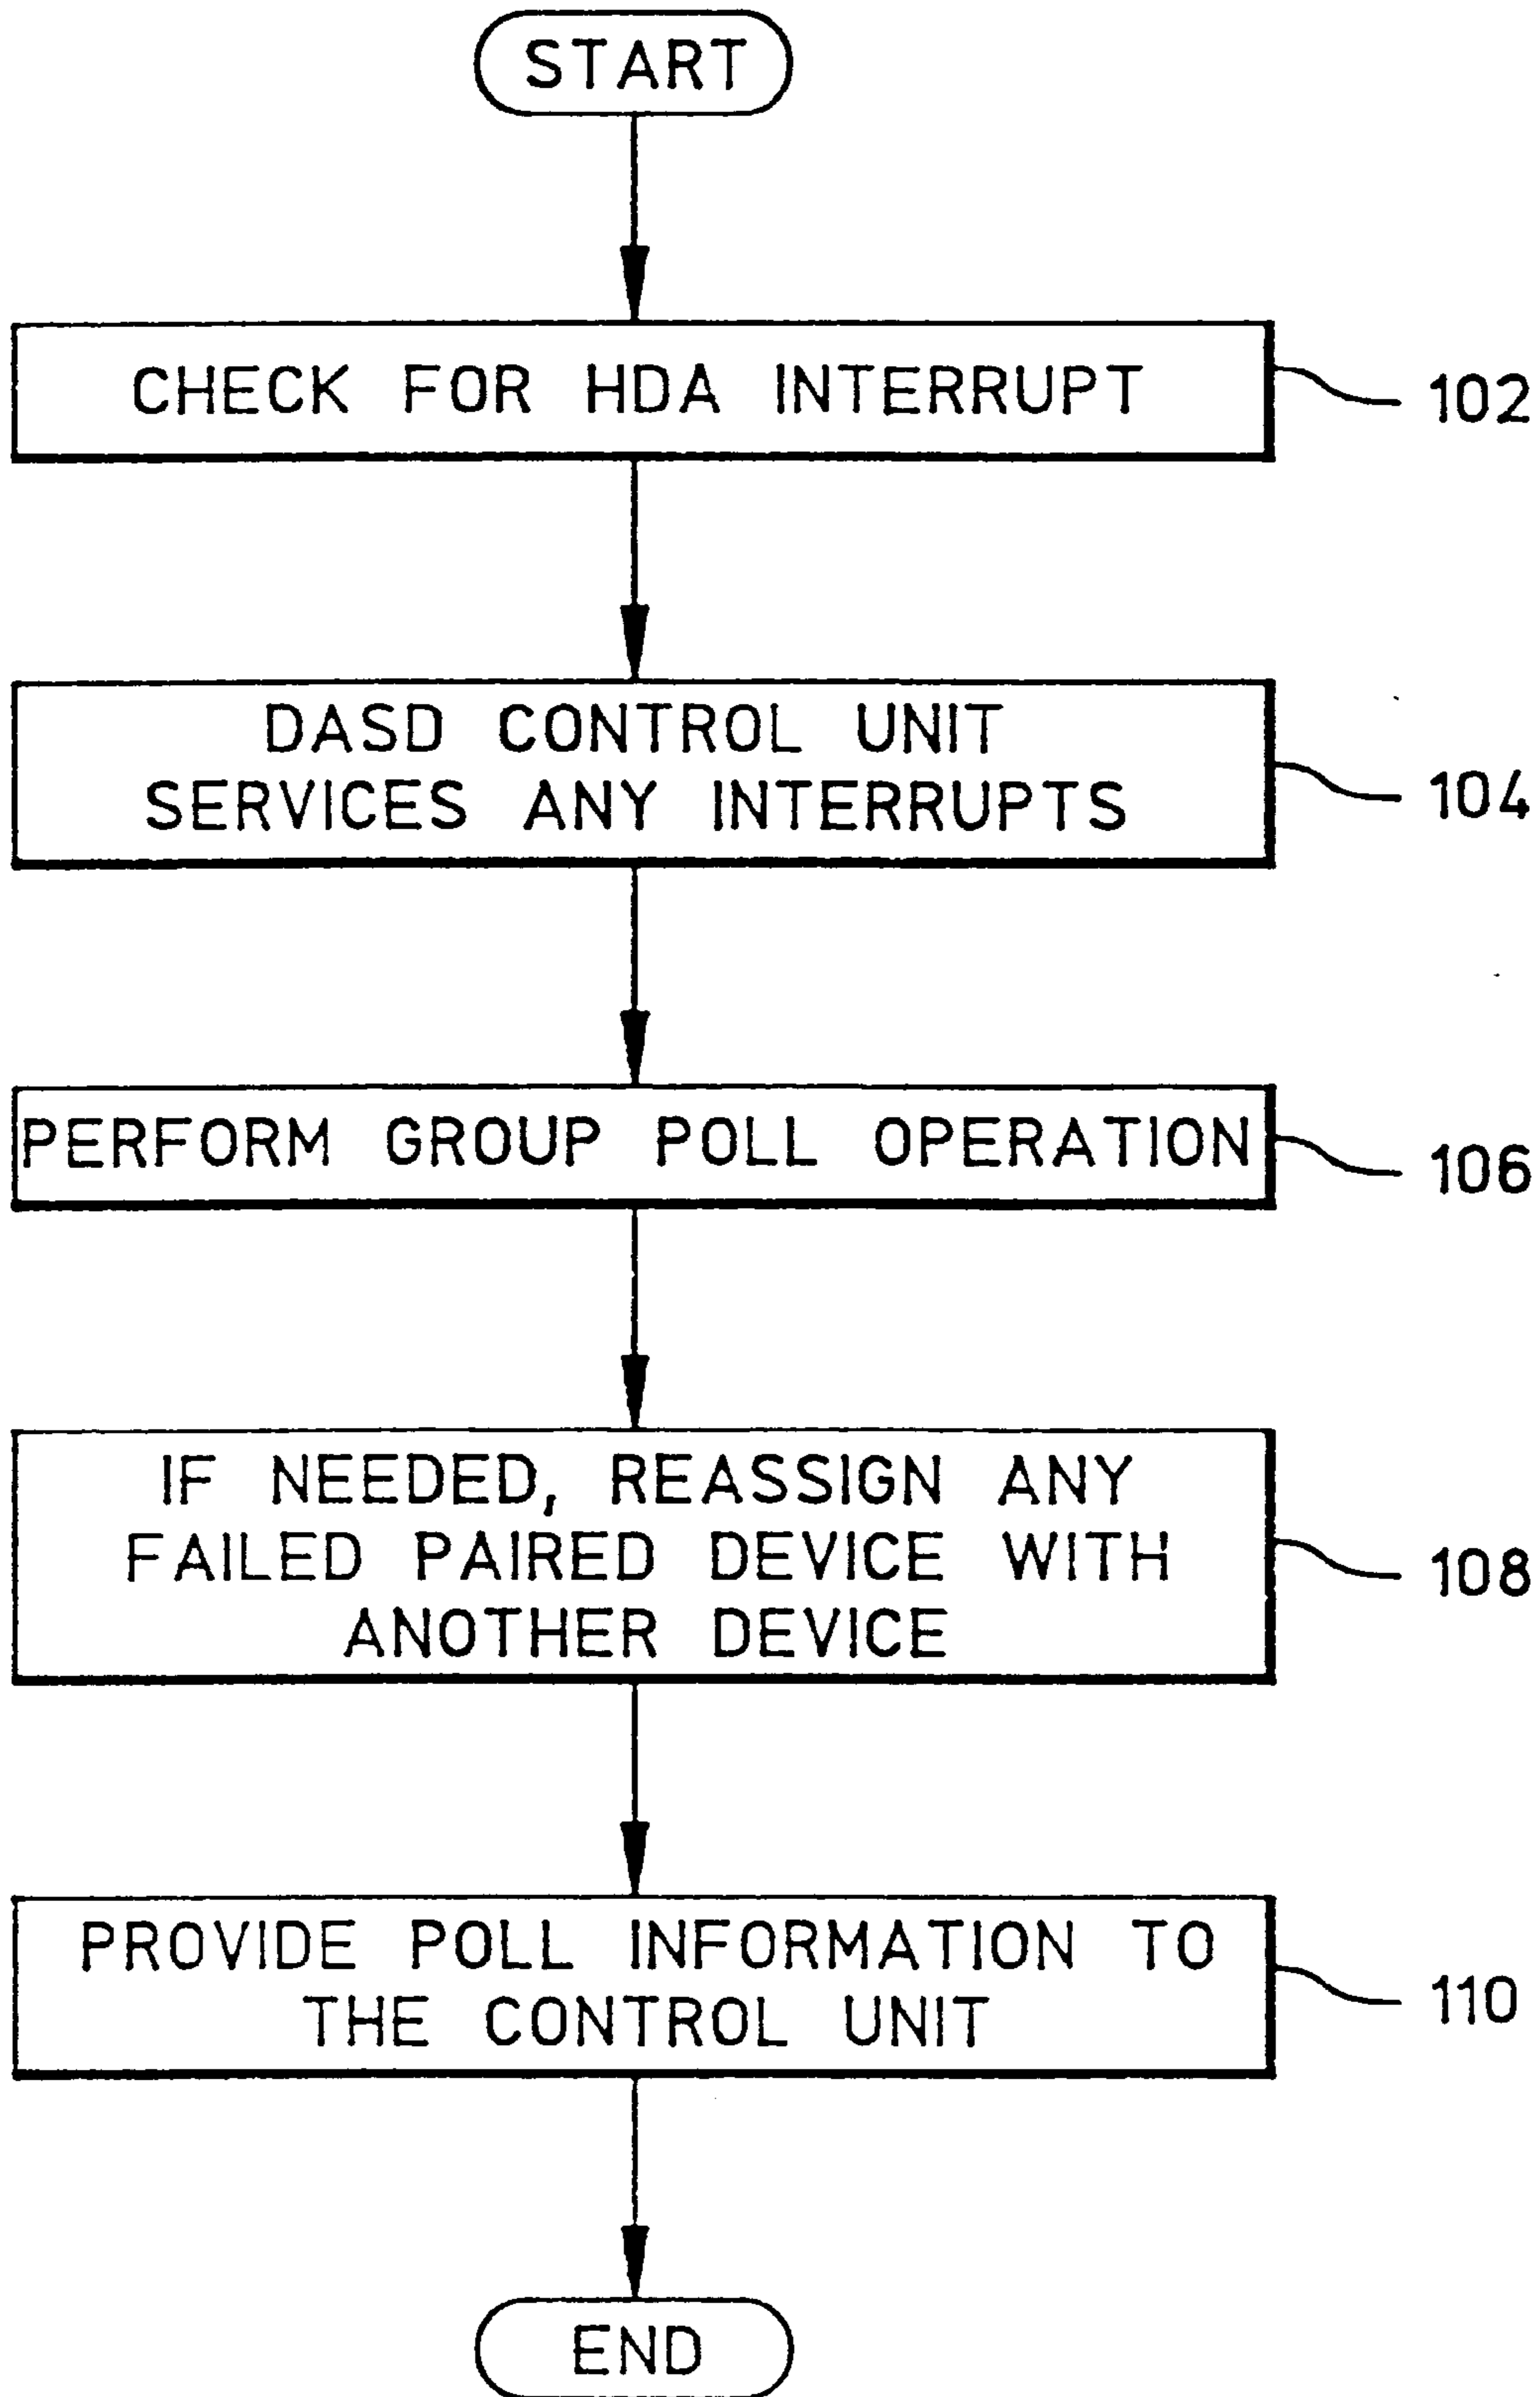 START
CHECK FOR HDA INTERRUPT
102
DASD CONTROL UNIT
SERVICES ANY INTERRUPTS
104
PERFORM GROUP POLL OPERATION
106
IF NEEDED, REASSIGN ANY
FAILED PAIRED DEVICE WITH
ANOTHER DEVICE
108
PROVIDE POLL INFORMATION TO
THE CONTROL UNIT
110
END